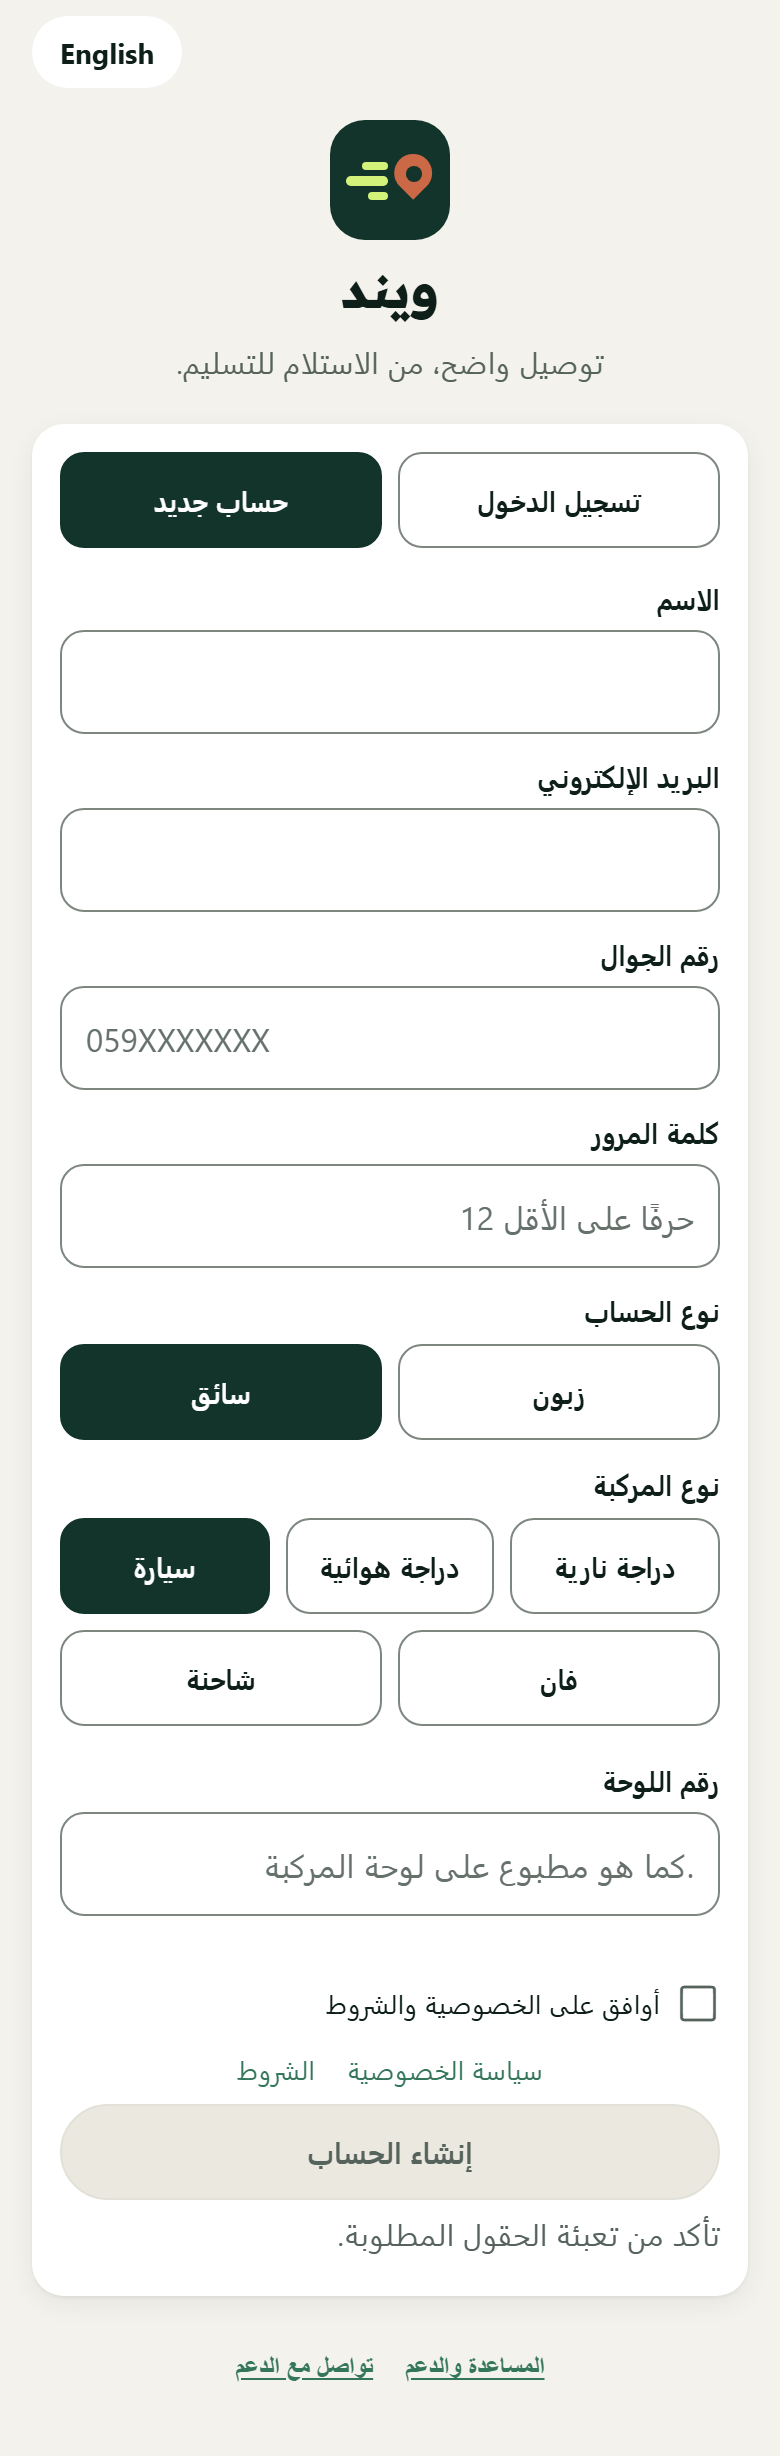 English
ويند
توصيل واضح، من الاستلام للتسليم.
تسجيل الدخول
حساب جديد
الاسم
البريد الإلكتروني
رقم الجوال
059XXXXXXX
كلمة المرور
حرفًا على الأقل 12
نوع الحساب
زبون
سائق
نوع المركبة
دراجة نارية
دراجة هوائية
سيارة
فان
شاحنة
رقم اللوحة
.كما هو مطبوع على لوحة المركبة
أوافق على الخصوصية والشروط
سياسة الخصوصية
الشروط
إنشاء الحساب
تأكد من تعبئة الحقول المطلوبة.
المساعدة والدعم
تواصل مع الدعم